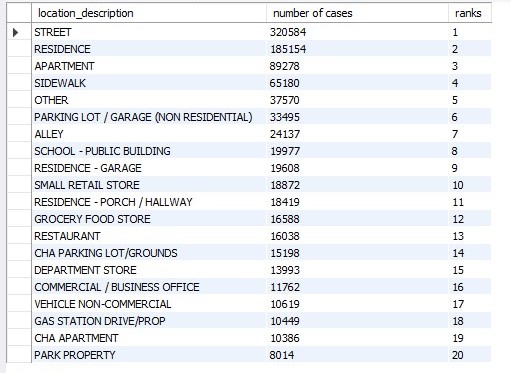 location_description number of cases ranks
STREET 320584 1
RESIDENCE 185154 2
APARTMENT 89278 3
SIDEWALK 65180 4
OTHER 37570 5
PARKING LOT / GARAGE (NON RESIDENTIAL) 33495 6
ALLEY 24137 7
SCHOOL - PUBLIC BUILDING 19977 8
RESIDENCE - GARAGE 19608 9
SMALL RETAIL STORE 18872 10
RESIDENCE - PORCH / HALLWAY 18419 11
GROCERY FOOD STORE 16588 12
RESTAURANT 16038 13
CHA PARKING LOT/GROUNDS 15198 14
DEPARTMENT STORE 13993 15
COMMERCIAL / BUSINESS OFFICE 11762 16
VEHICLE NON-COMMERCIAL 10619 17
GAS STATION DRIVE/PROP 10449 18
CHA APARTMENT 10386 19
PARK PROPERTY 8014 20